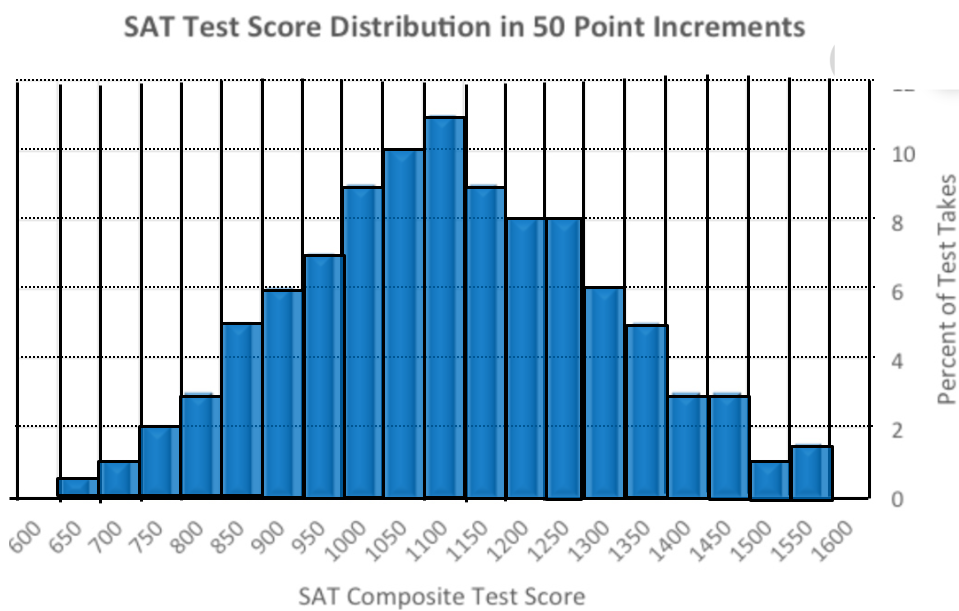 SAT Test Score Distribution in 50 Point Increments
10
8
6
4
2
0
Percent of Test Takes
600 650 700 750 800 850 900 950 1000 1050 1100 1150 1200 1250 1300 1350 1400 1450 1500 1550 1600
SAT Composite Test Score